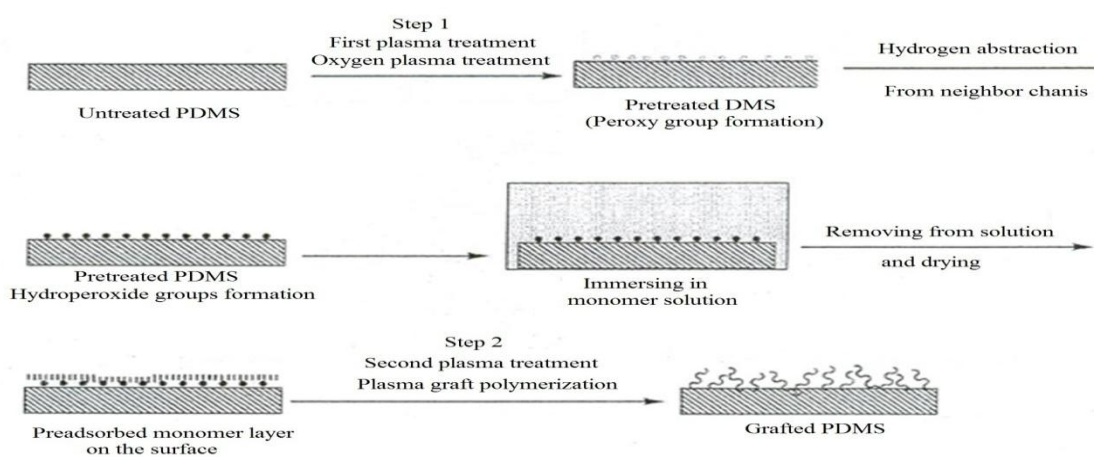 Step 1
First plasma treatment
Oxygen plasma treatment
Untreated PDMS
Pretreated DMS
(Peroxy group formation)
Hydrogen abstraction
From neighbor chanis
Pretreated PDMS
Hydroperoxide groups formation
Immersing in
monomer solution
Removing from solution
and drying
Preadsorbed monomer layer
on the surface
Step 2
Second plasma treatment
Plasma graft polymerization
Grafted PDMS